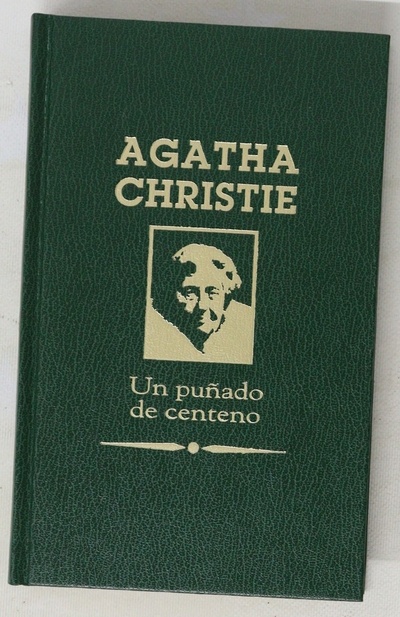 AGATHA
CHRISTIE
Un puñado
de centeno